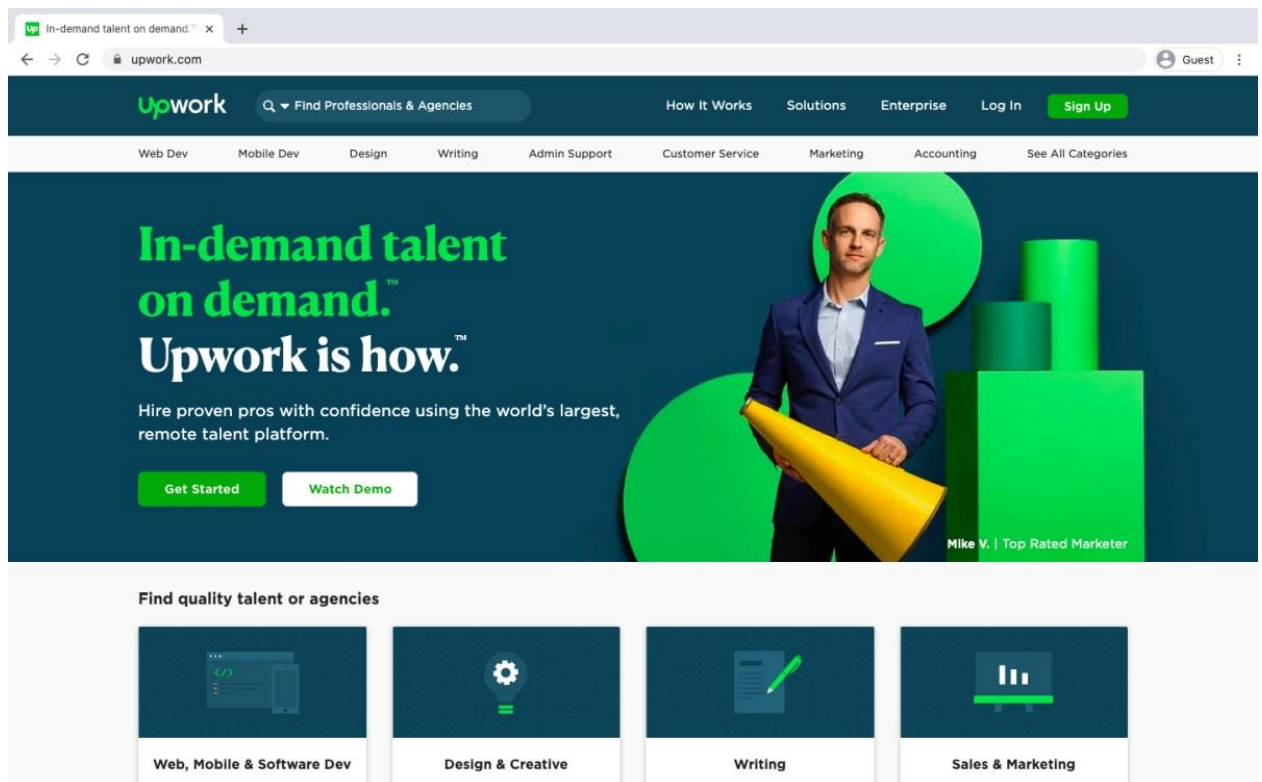 Up In-demand talent on demand.™
upwork.com
Guest
Upwork
Find Professionals & Agencies
How It Works
Solutions
Enterprise
Log In
Sign Up
Web Dev
Mobile Dev
Design
Writing
Admin Support
Customer Service
Marketing
Accounting
See All Categories
In-demand talent
on demand.™
Upwork is how.™
Hire proven pros with confidence using the world’s largest,
remote talent platform.
Get Started
Watch Demo
Mike V. | Top Rated Marketer
Find quality talent or agencies
</>
Web, Mobile & Software Dev
Design & Creative
Writing
Sales & Marketing